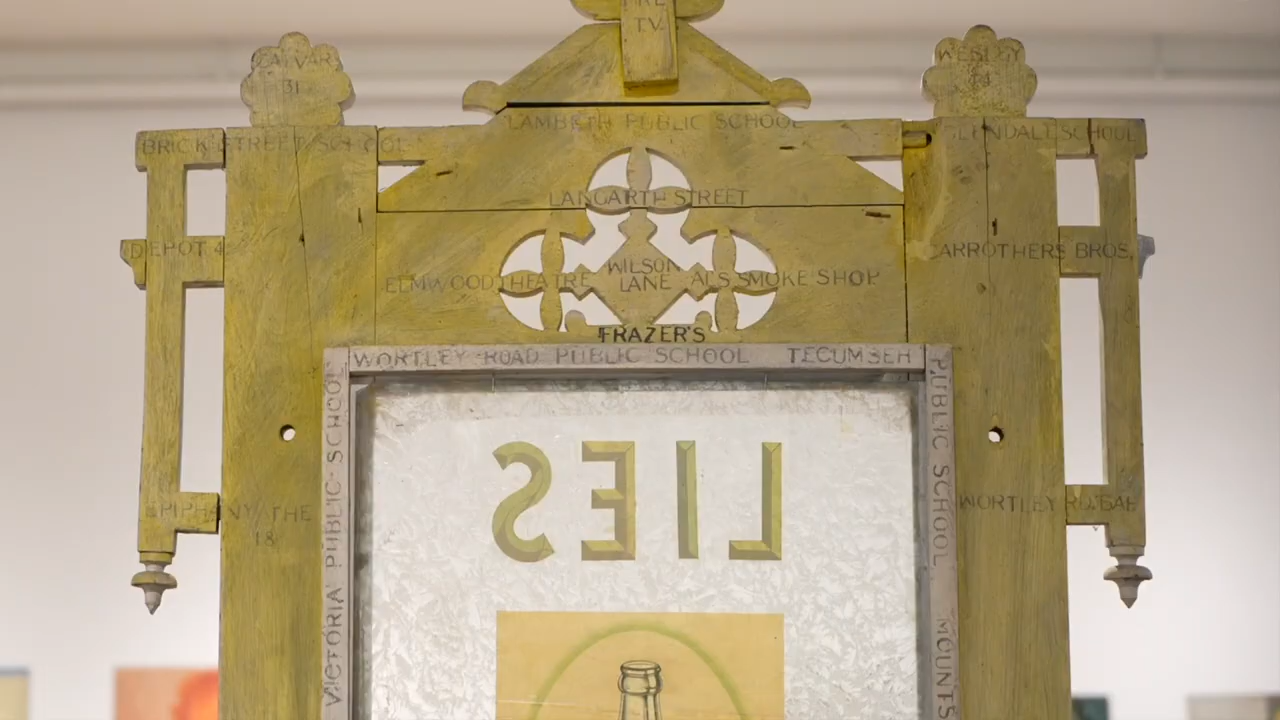 T.V.
CALVARY
31
WESLEY
LAMBETH PUBLIC SCHOOL
BRICK STREET SCHOOL
GLENDALE SCHOOL
LANGARTH STREET
DEPOT 4
CARROTHERS BROS.
WILSON
LANE
ELMWOOD THEATRE
AL'S SMOKE SHOP
FRAZER'S
WORTLEY ROAD PUBLIC SCHOOL TECUMSEH
PUBLIC SCHOOL
VICTORIA PUBLIC SCHOOL
LIES
EPIPHANY, THE
18
WORTLEY RD.